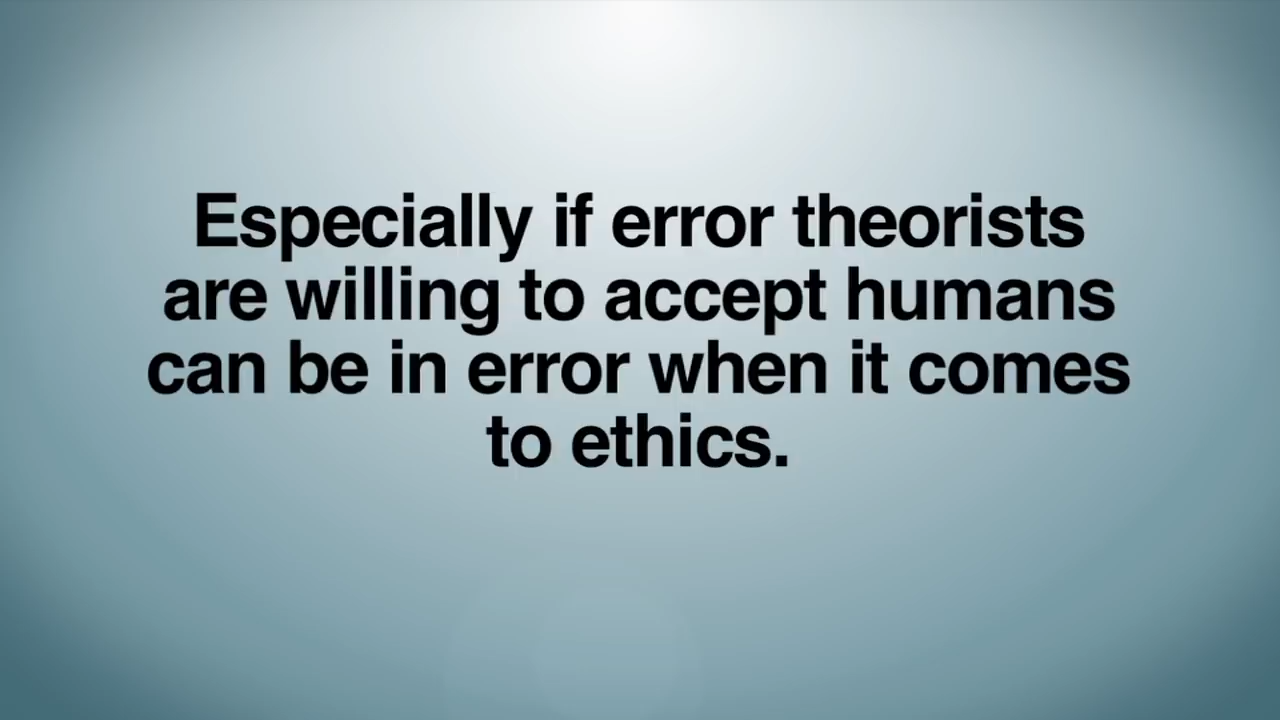 Especially if error theorists
are willing to accept humans
can be in error when it comes
to ethics.